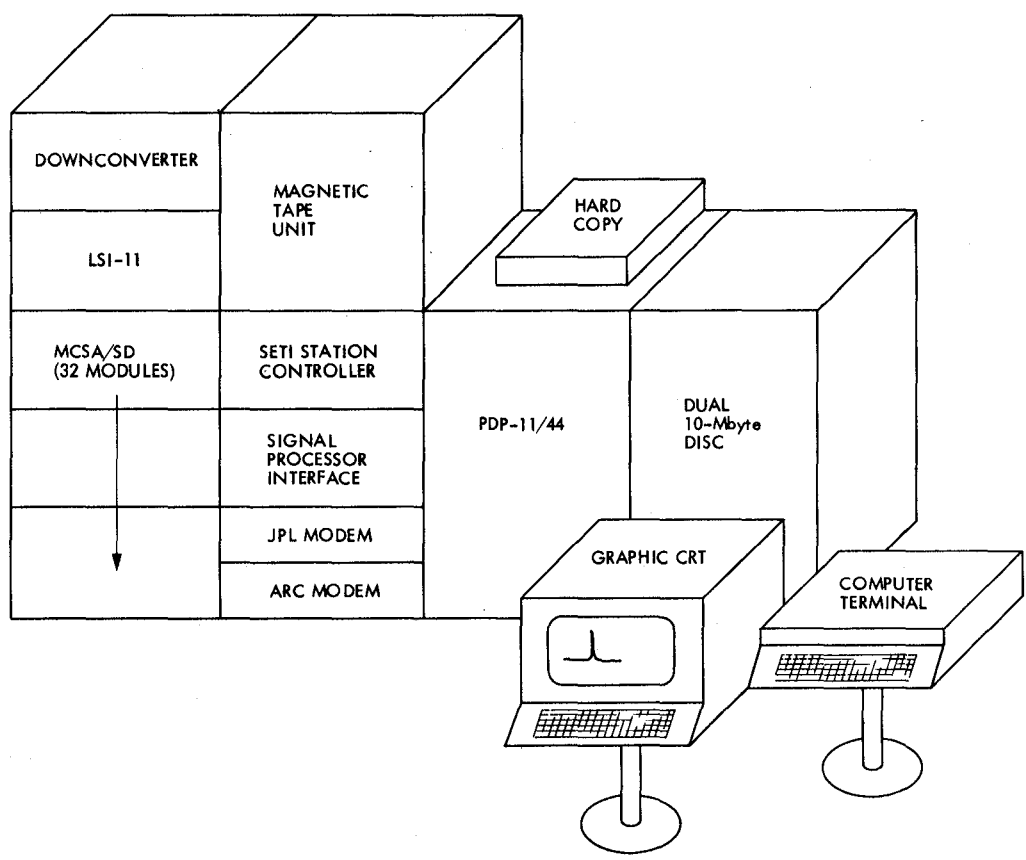 DOWNCONVERTER
LSI-11
MCSA/SD
(32 MODULES)
MAGNETIC
TAPE
UNIT
SETI STATION
CONTROLLER
SIGNAL
PROCESSOR
INTERFACE
JPL MODEM
ARC MODEM
HARD
COPY
PDP-11/44
DUAL
10-Mbyte
DISC
GRAPHIC CRT
COMPUTER
TERMINAL